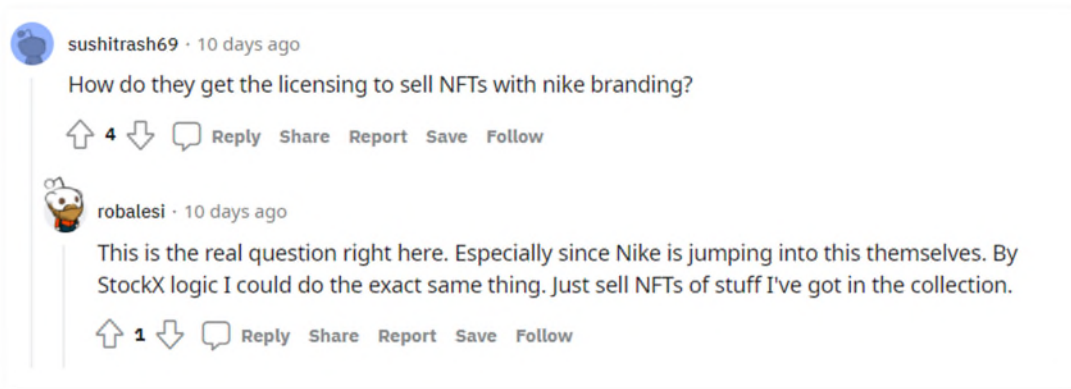 sushitrash69 · 10 days ago
How do they get the licensing to sell NFTs with nike branding?
4 Reply Share Report Save Follow
robalesi · 10 days ago
This is the real question right here. Especially since Nike is jumping into this themselves. By
StockX logic I could do the exact same thing. Just sell NFTs of stuff I've got in the collection.
1 Reply Share Report Save Follow